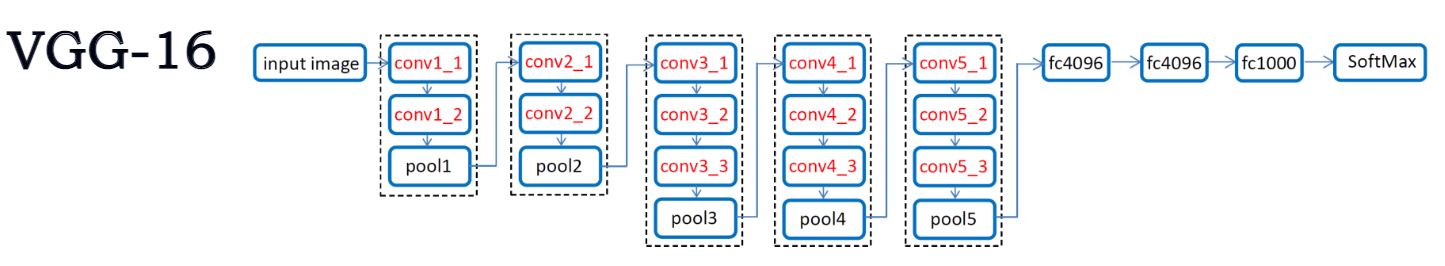 VGG-16
input image
conv1_1
conv1_2
pool1
conv2_1
conv2_2
pool2
conv3_1
conv3_2
conv3_3
pool3
conv4_1
conv4_2
conv4_3
pool4
conv5_1
conv5_2
conv5_3
pool5
fc4096
fc4096
fc1000
SoftMax